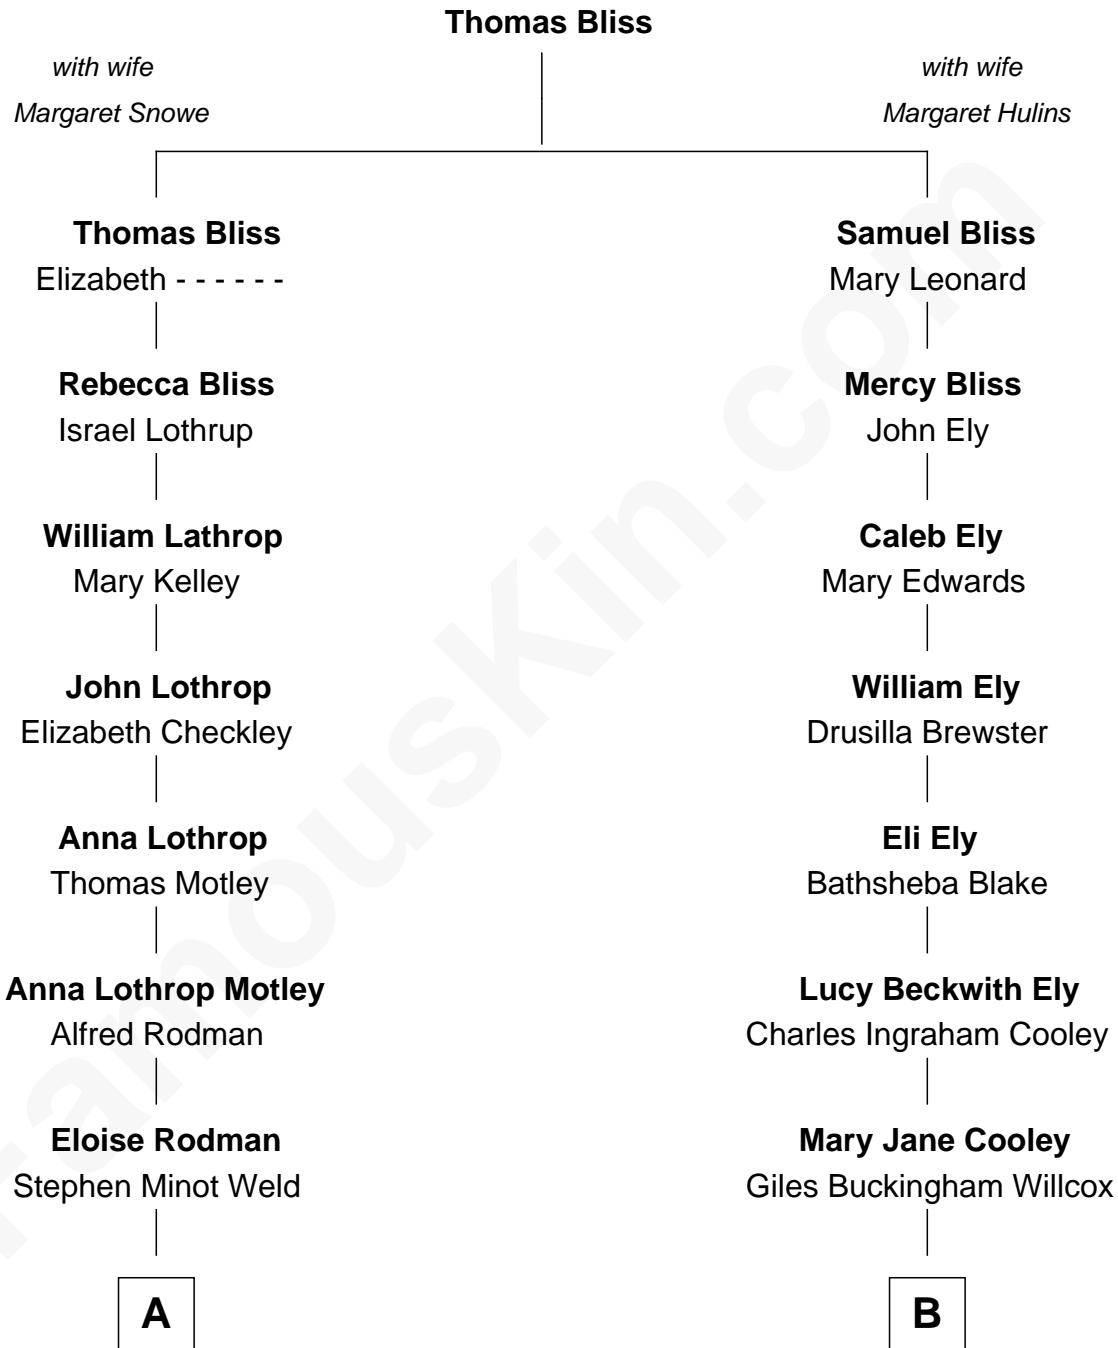 Thomas Bliss
with wife
Margaret Snowe
with wife
Margaret Hulins
Thomas Bliss
Elizabeth - - - - - -
Samuel Bliss
Mary Leonard
Rebecca Bliss
Israel Lothrup
Mercy Bliss
John Ely
William Lathrop
Mary Kelley
Caleb Ely
Mary Edwards
John Lothrop
Elizabeth Checkley
William Ely
Drusilla Brewster
Anna Lothrop
Thomas Motley
Eli Ely
Bathsheba Blake
Anna Lothrop Motley
Alfred Rodman
Lucy Beckwith Ely
Charles Ingraham Cooley
Eloise Rodman
Stephen Minot Weld
Mary Jane Cooley
Giles Buckingham Willcox
A
B
FamousKin.com